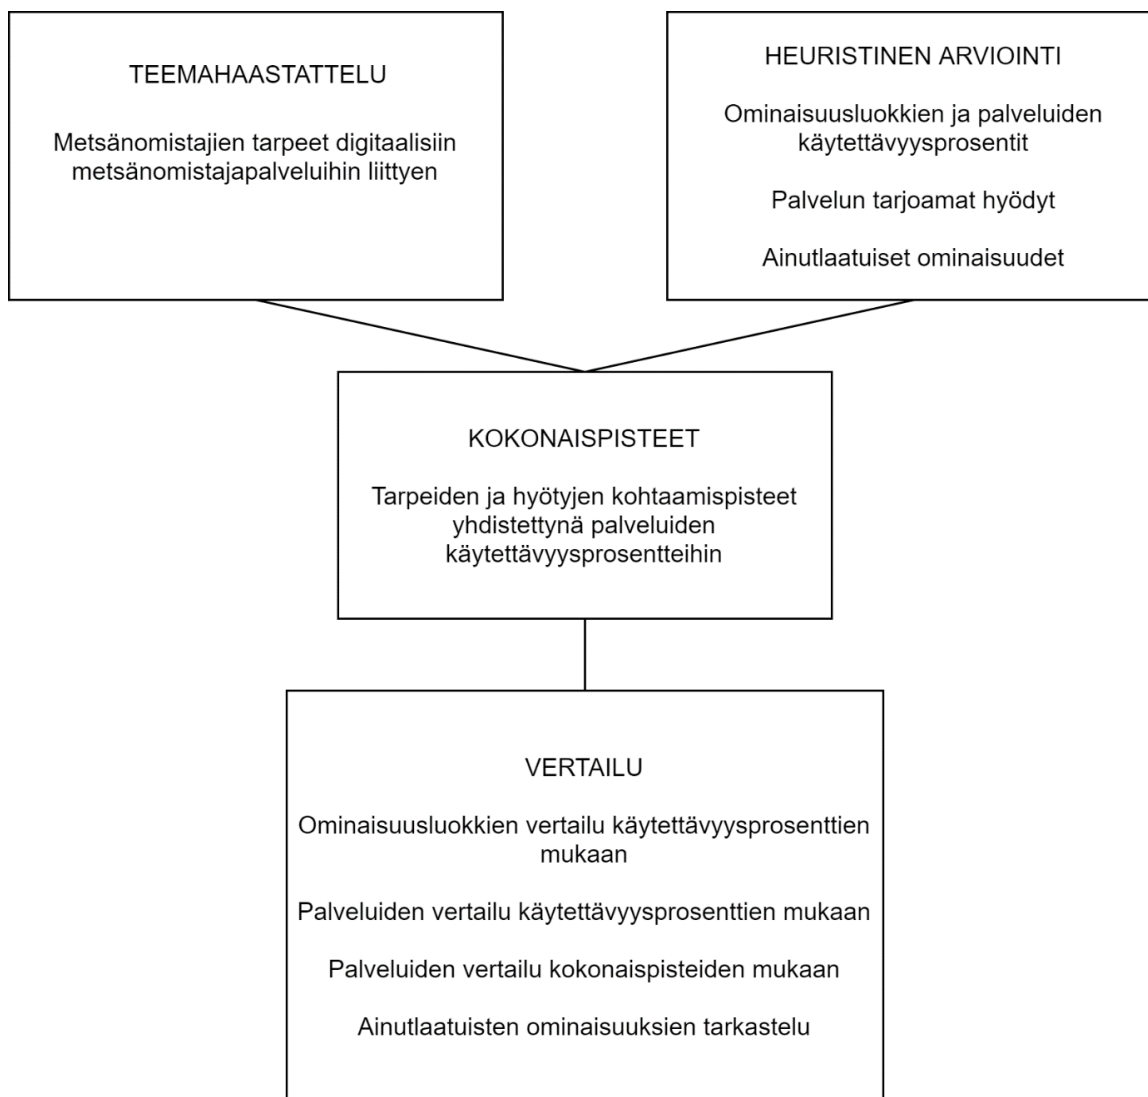 TEEMAHAASTATTELU
Metsänomistajien tarpeet digitaalisiin
metsänomistajapalveluihin liittyen
HEURISTINEN ARVIOINTI
Ominaisuusluokkien ja palveluiden
käytettävyysprosentit
Palvelun tarjoamat hyödyt
Ainutlaatuiset ominaisuudet
KOKONAISPISTEET
Tarpeiden ja hyötyjen kohtaamispisteet
yhdistettynä palveluiden
käytettävyysprosentteihin
VERTAILU
Ominaisuusluokkien vertailu käytettävyysprosenttien
mukaan
Palveluiden vertailu käytettävyysprosenttien mukaan
Palveluiden vertailu kokonaispisteiden mukaan
Ainutlaatuisten ominaisuuksien tarkastelu